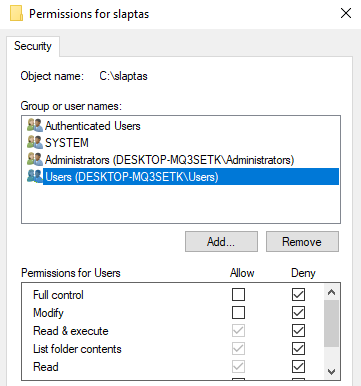 Permissions for slaptas
Security
Object name: C:\slaptas
Group or user names:
Authenticated Users
SYSTEM
Administrators (DESKTOP-MQ3SETK\Administrators)
Users (DESKTOP-MQ3SETK\Users)
Add... Remove
Permissions for Users Allow Deny
Full control
Modify
Read & execute
List folder contents
Read